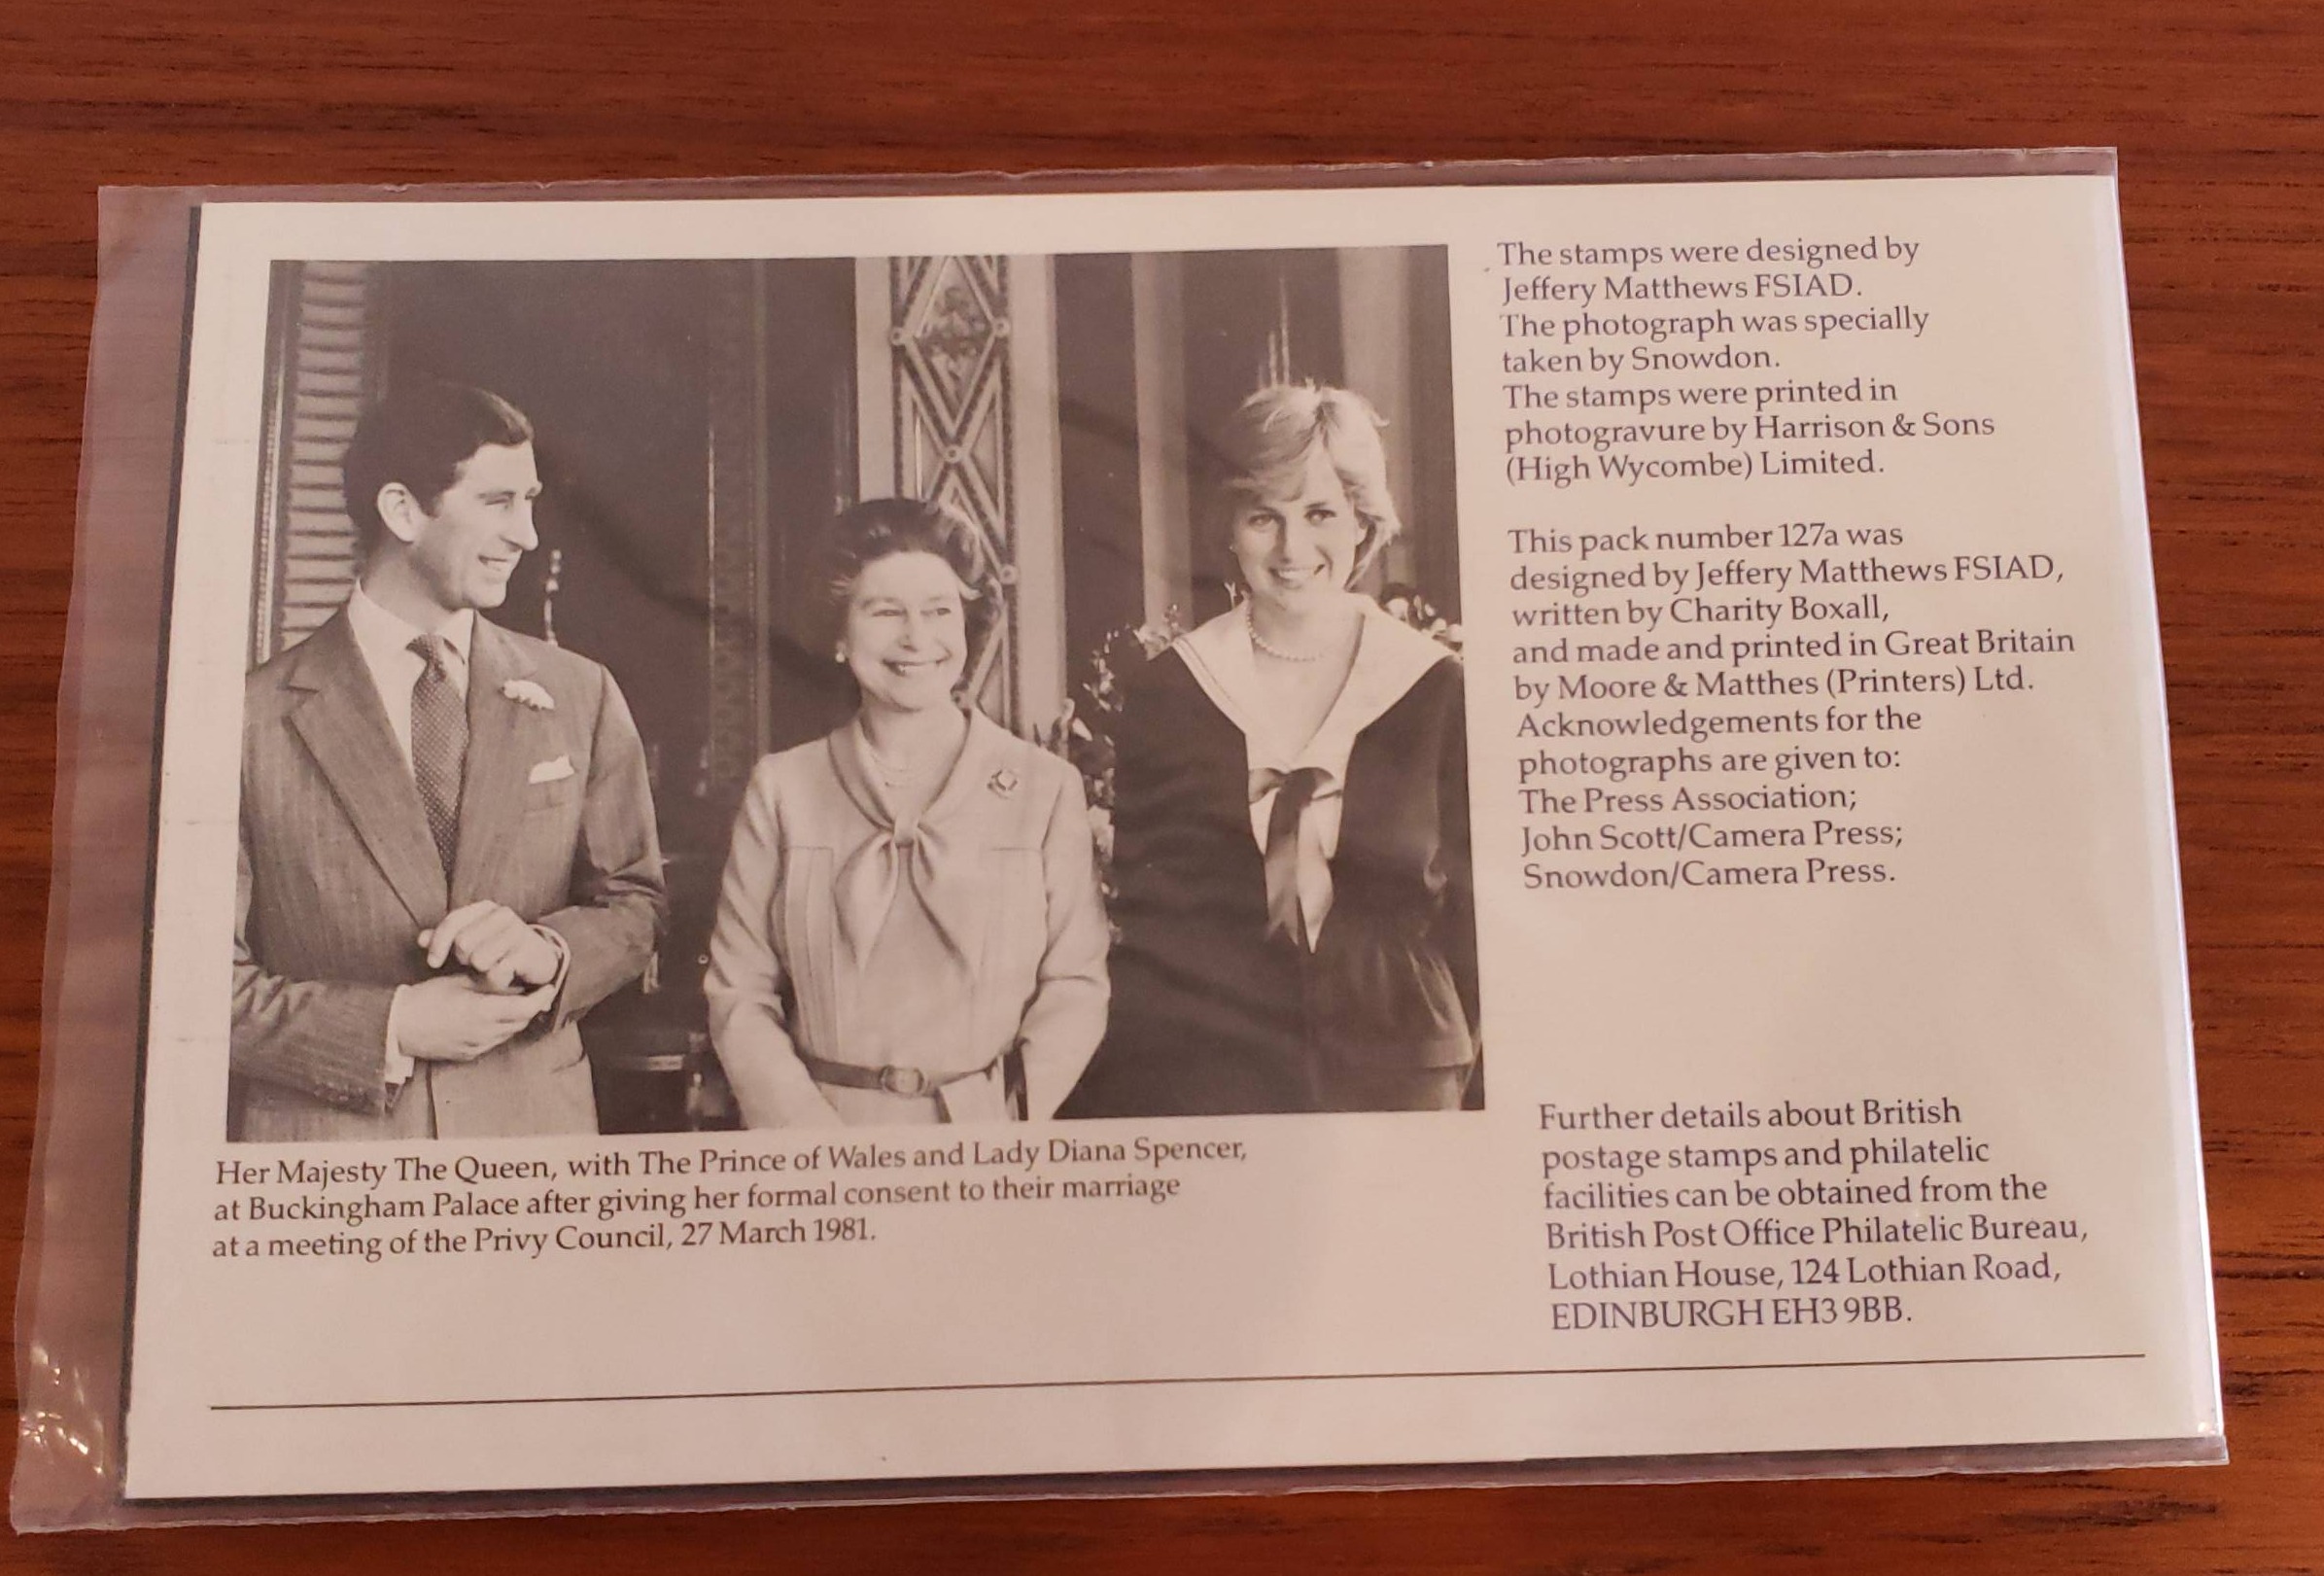 The stamps were designed by
Jeffery Matthews FSIAD.
The photograph was specially
taken by Snowdon.
The stamps were printed in
photogravure by Harrison & Sons
(High Wycombe) Limited.
This pack number 127a was
designed by Jeffery Matthews FSIAD,
written by Charity Boxall,
and made and printed in Great Britain
by Moore & Matthes (Printers) Ltd.
Acknowledgements for the
photographs are given to:
The Press Association;
John Scott/Camera Press;
Snowdon/Camera Press.
Her Majesty The Queen, with The Prince of Wales and Lady Diana Spencer,
at Buckingham Palace after giving her formal consent to their marriage
at a meeting of the Privy Council, 27 March 1981.
Further details about British
postage stamps and philatelic
facilities can be obtained from the
British Post Office Philatelic Bureau,
Lothian House, 124 Lothian Road,
EDINBURGH EH3 9BB.